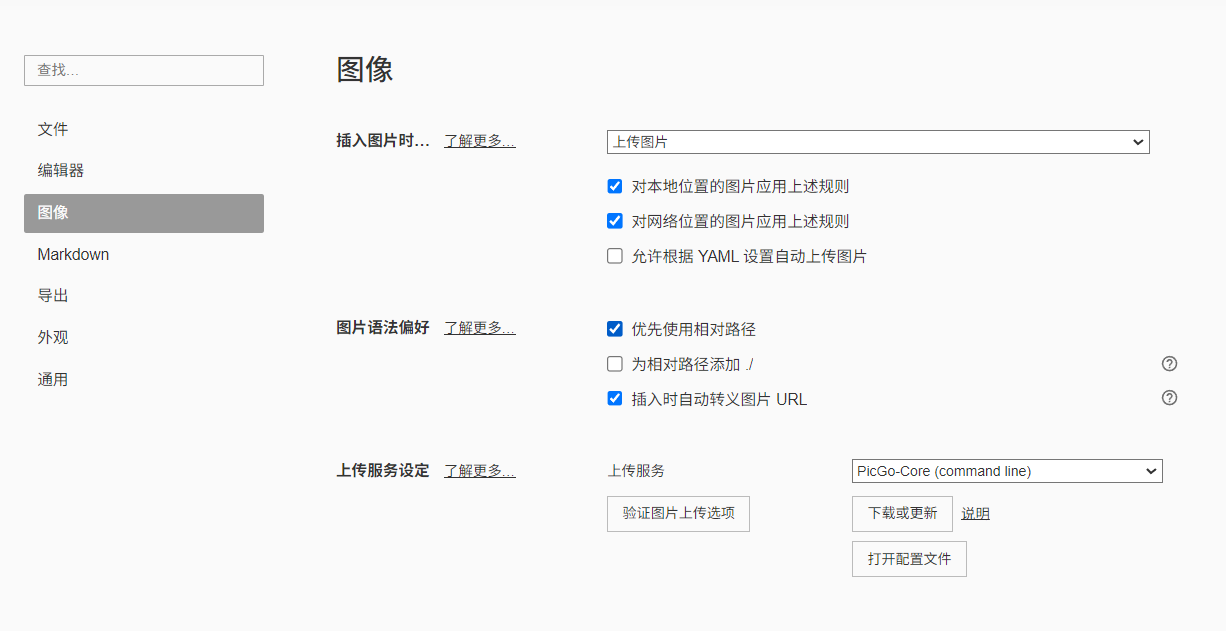 查找...
文件
编辑器
图像
Markdown
导出
外观
通用
图像
插入图片时... 了解更多... 上传图片
对本地位置的图片应用上述规则
对网络位置的图片应用上述规则
允许根据 YAML 设置自动上传图片
图片语法偏好 了解更多... 优先使用相对路径
为相对路径添加 ./
插入时自动转义图片 URL
上传服务设定 了解更多... 上传服务 PicGo-Core (command line)
验证图片上传选项 下载或更新 说明
打开配置文件